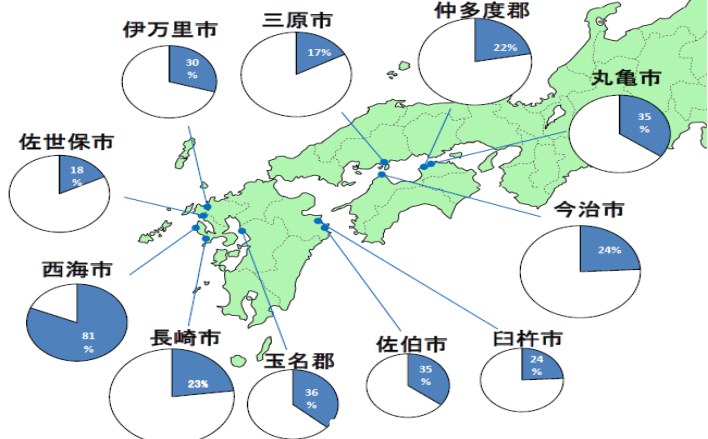 伊万里市
30
%
三原市
17%
仲多度郡
22%
丸亀市
35
%
佐世保市
18
%
今治市
24%
西海市
81
%
長崎市
23%
玉名郡
36
%
佐伯市
35
%
臼杵市
24
%